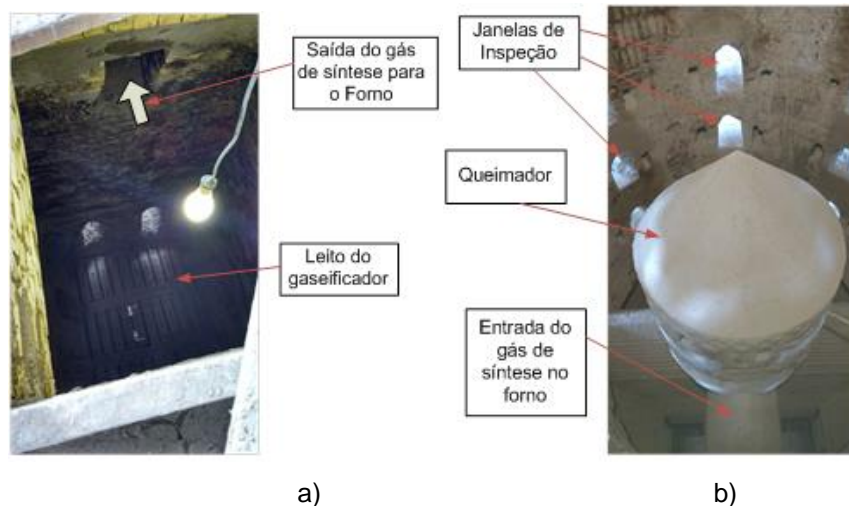 Saída do gás
de síntese para
o Forno
Leito do
gaseificador
Janelas de
Inspeção
Queimador
Entrada do
gás de
síntese no
forno
a)
b)